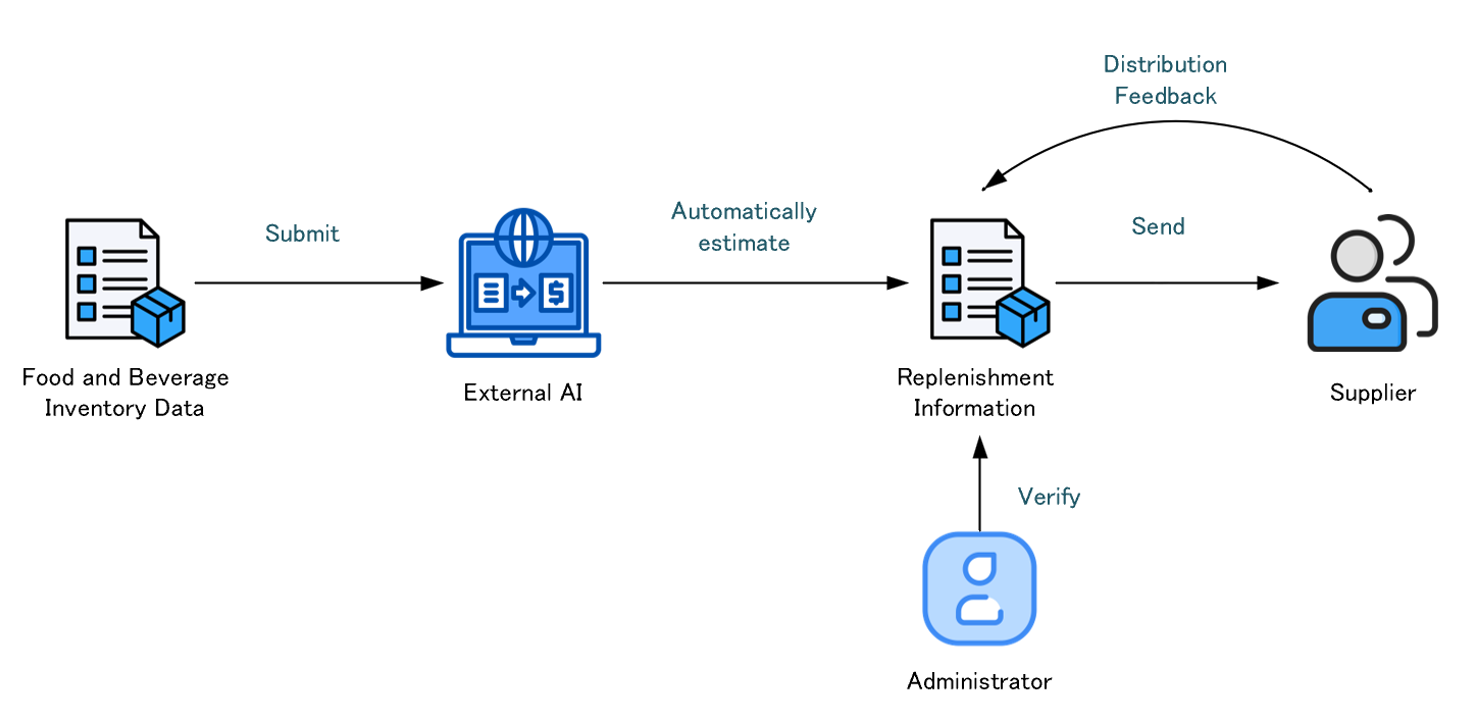 Distribution
Feedback
Submit
Automatically
estimate
Send
Food and Beverage
Inventory Data
External AI
Replenishment
Information
Supplier
Verify
Administrator